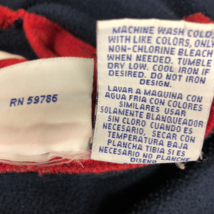 RN 59786
MACHINE WASH COLD
WITH LIKE COLORS, ONLY
NON-CHLORINE BLEACH
WHEN NEEDED. TUMBLE
DRY LOW. COOL IRON IF
DESIRED. DO NOT IRON
DESIGN.
LAVAR A MAQUINA CON
AGUA FRIA CON COLORES
SIMILARES USAR
SOLAMENTE BLANQUEADOR
SIN CLORO CUANDO ES
NECESARIO, SECAR CON
TEMPERATURA BAJO
PLANCHA TIBIA SI ES
NECESARIO NO PLANCHE
DISENO